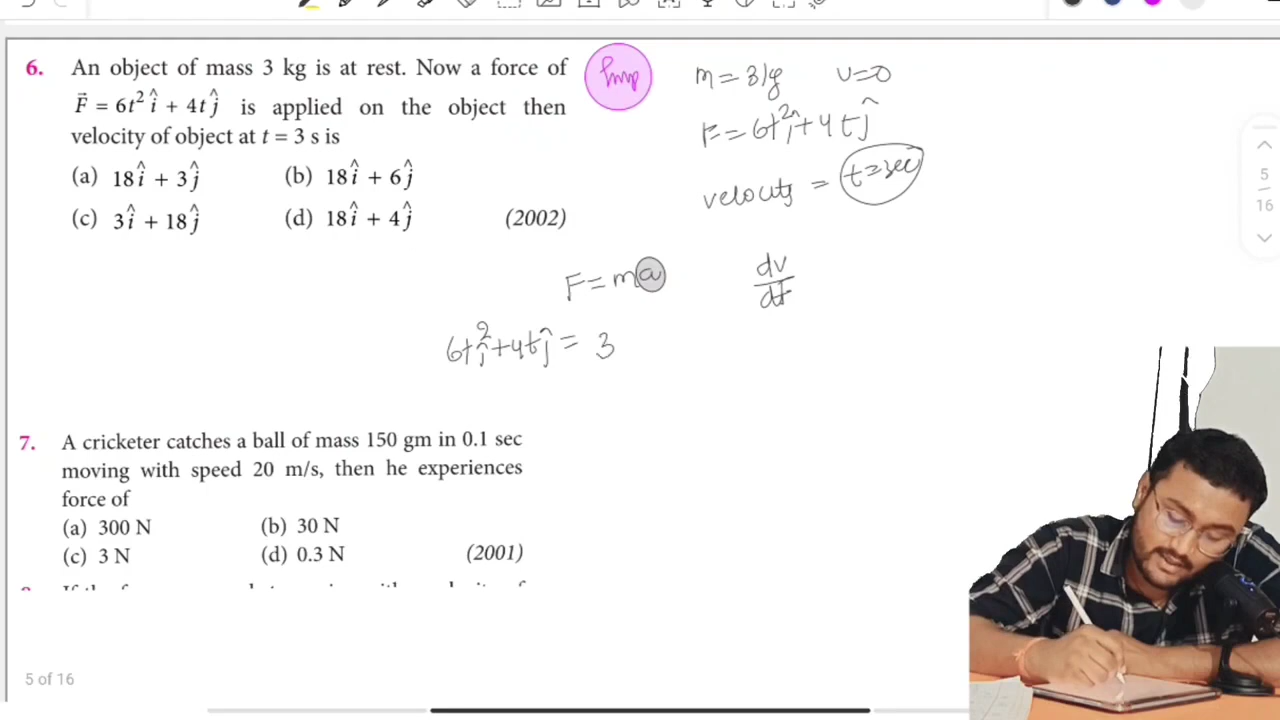 6. An object of mass 3 kg is at rest. Now a force of
F⃗ = 6t² î + 4t ĵ is applied on the object then
velocity of object at t = 3 s is
(a) 18î + 3ĵ (b) 18î + 6ĵ
(c) 3î + 18ĵ (d) 18î + 4ĵ (2002)
Imp
m = 3kg u=0
F = 6t²î + 4tĵ
velocity = t=sec
F = ma dv/dt
6t²î + 4tĵ = 3
7. A cricketer catches a ball of mass 150 gm in 0.1 sec
moving with speed 20 m/s, then he experiences
force of
(a) 300 N (b) 30 N
(c) 3 N (d) 0.3 N (2001)
5 of 16
5
16